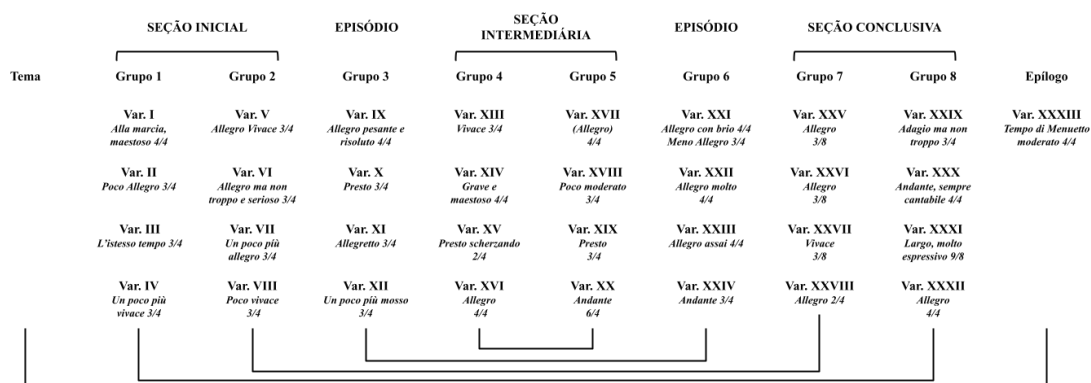 SEÇÃO INICIAL
EPISÓDIO
SEÇÃO
INTERMEDIÁRIA
EPISÓDIO
SEÇÃO CONCLUSIVA
Tema
Grupo 1
Grupo 2
Grupo 3
Grupo 4
Grupo 5
Grupo 6
Grupo 7
Grupo 8
Epílogo
Var. I
Alla marcia,
maestoso 4/4
Var. V
Allegro Vivace 3/4
Var. IX
Allegro pesante e
risoluto 4/4
Var. XIII
Vivace 3/4
Var. XVII
(Allegro)
4/4
Var. XXI
Allegro con brio 4/4
Meno Allegro 3/4
Var. XXV
Allegro
3/8
Var. XXIX
Adagio ma non
troppo 3/4
Var. XXXIII
Tempo di Menuetto
moderato 4/4
Var. II
Poco Allegro 3/4
Var. VI
Allegro ma non
troppo e serioso 3/4
Var. X
Presto 3/4
Var. XIV
Grave e
maestoso 4/4
Var. XVIII
Poco moderato
3/4
Var. XXII
Allegro molto
4/4
Var. XXVI
Allegro
3/8
Var. XXX
Andante, sempre
cantabile 4/4
Var. III
L'istesso tempo 3/4
Var. VII
Un poco più
allegro 3/4
Var. XI
Allegretto 3/4
Var. XV
Presto scherzando
2/4
Var. XIX
Presto
3/4
Var. XXIII
Allegro assai 4/4
Var. XXVII
Vivace
3/8
Var. XXXI
Largo, molto
espressivo 9/8
Var. IV
Un poco più
vivace 3/4
Var. VIII
Poco vivace
3/4
Var. XII
Un poco più mosso
3/4
Var. XVI
Allegro
4/4
Var. XX
Andante
6/4
Var. XXIV
Andante 3/4
Var. XXVIII
Allegro 2/4
Var. XXXII
Allegro
4/4